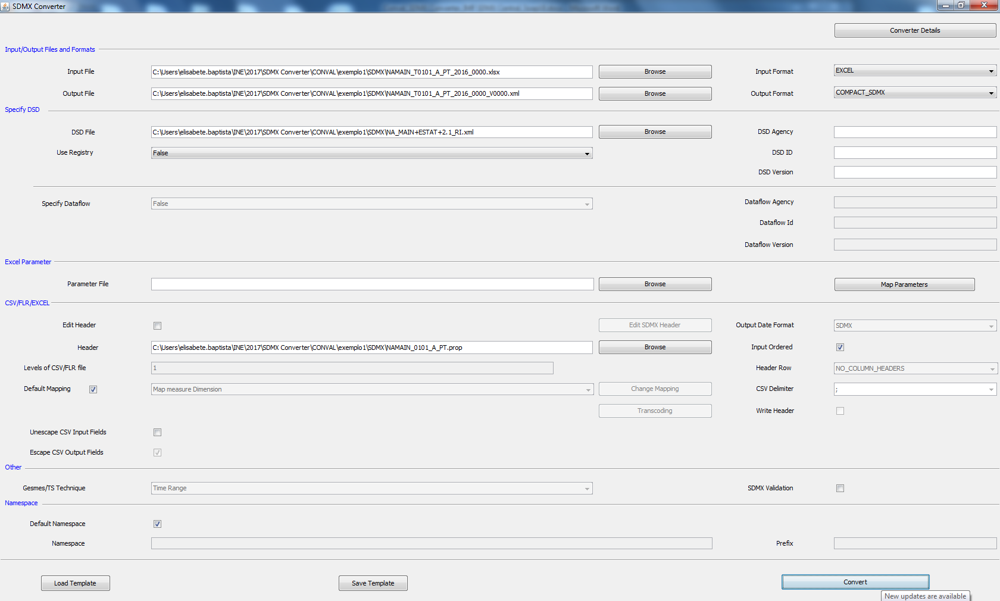 SDMX Converter
Converter Details
Input/Output Files and Formats
Input File C:\Users\elisabete.baptista\INE\2017\SDMX Converter\CONVAL\exemplo1\SDMX\NAMAIN_T0101_A_PT_2016_0000.xlsx Browse Input Format EXCEL
Output File C:\Users\elisabete.baptista\INE\2017\SDMX Converter\CONVAL\exemplo1\SDMX\NAMAIN_T0101_A_PT_2016_0000_V0000.xml Browse Output Format COMPACT_SDMX
Specify DSD
DSD File C:\Users\elisabete.baptista\INE\2017\SDMX Converter\CONVAL\exemplo1\SDMX\NA_MAIN+ESTAT+2.1_RI.xml Browse DSD Agency
Use Registry False DSD ID
DSD Version
Specify Dataflow False Dataflow Agency
Dataflow Id
Dataflow Version
Excel Parameter
Parameter File Browse Map Parameters
CSV/FLR/EXCEL
Edit Header Edit SDMX Header Output Date Format SDMX
Header C:\Users\elisabete.baptista\INE\2017\SDMX Converter\CONVAL\exemplo1\SDMX\NAMAIN_0101_A_PT.prop Browse Input Ordered
Levels of CSV/FLR file 1 Header Row NO_COLUMN_HEADERS
Default Mapping Map measure Dimension Change Mapping CSV Delimiter ;
Transcoding Write Header
Unescape CSV Input Fields
Escape CSV Output Fields
Other
Gesmes/TS Technique Time Range SDMX Validation
Namespace
Default Namespace
Namespace Prefix
Load Template Save Template Convert
New updates are available